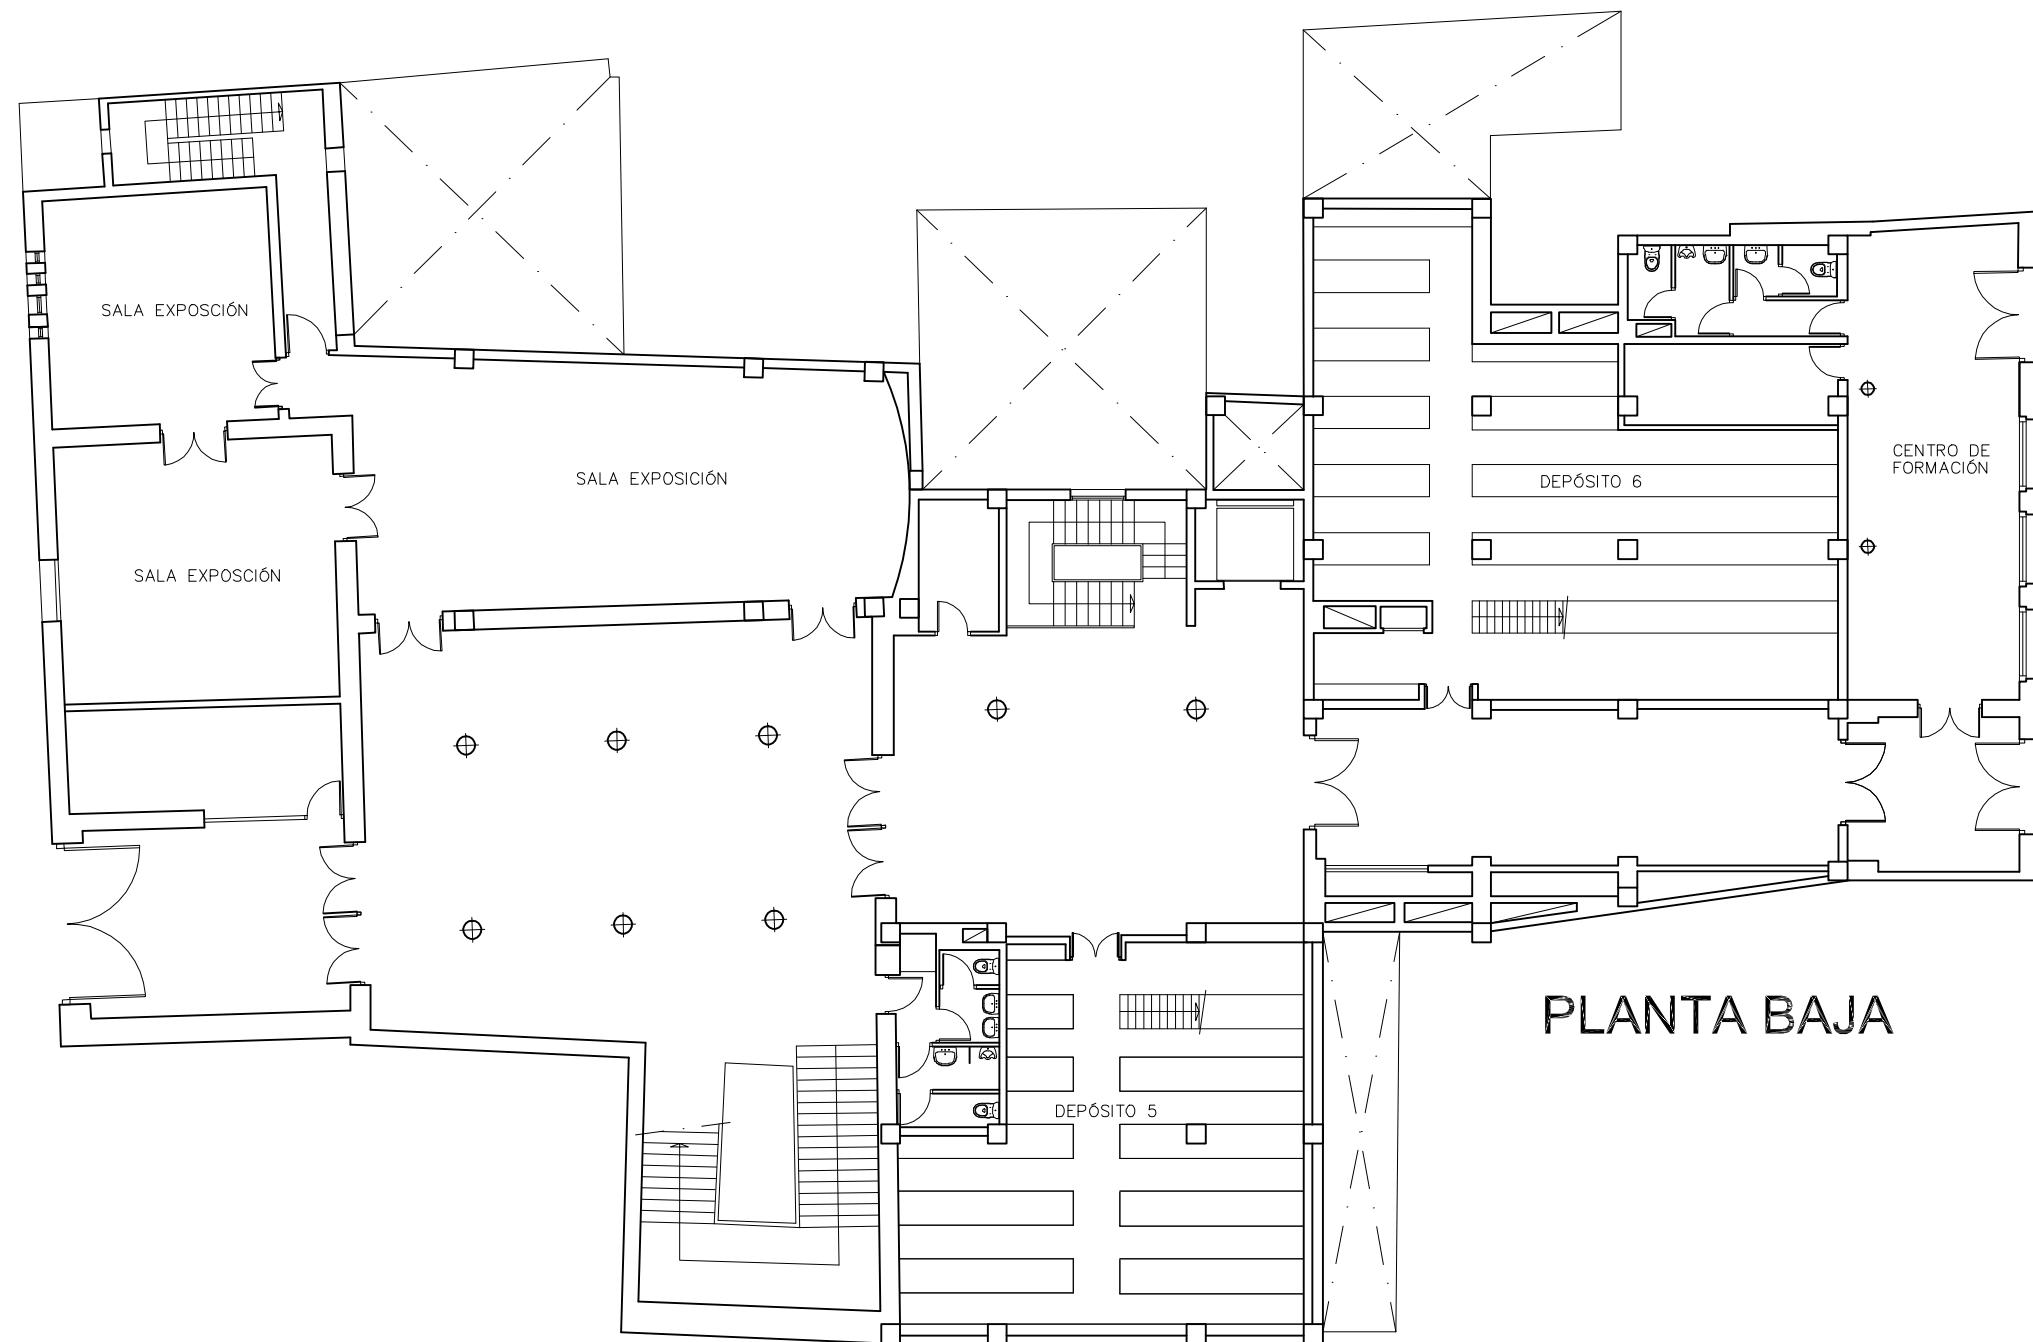 SALA EXPOSCIÓN
SALA EXPOSICIÓN
SALA EXPOSCIÓN
CENTRO DE
FORMACIÓN
DEPÓSITO 6
DEPÓSITO 5
PLANTA BAJA